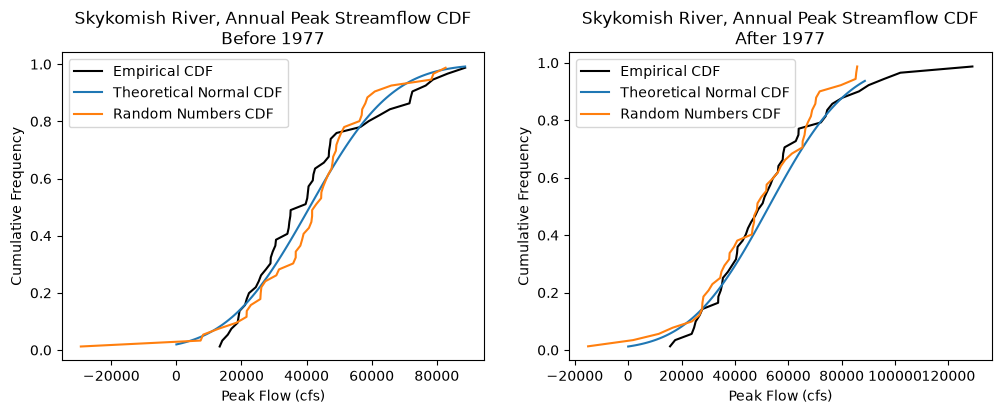 Skykomish River, Annual Peak Streamflow CDF
Before 1977
Empirical CDF
Theoretical Normal CDF
Random Numbers CDF
Cumulative Frequency
1.0
0.8
0.6
0.4
0.2
0.0
−20000 0 20000 40000 60000 80000
Peak Flow (cfs)
Skykomish River, Annual Peak Streamflow CDF
After 1977
Empirical CDF
Theoretical Normal CDF
Random Numbers CDF
Cumulative Frequency
1.0
0.8
0.6
0.4
0.2
0.0
−20000 0 20000 40000 60000 80000 100000 120000
Peak Flow (cfs)